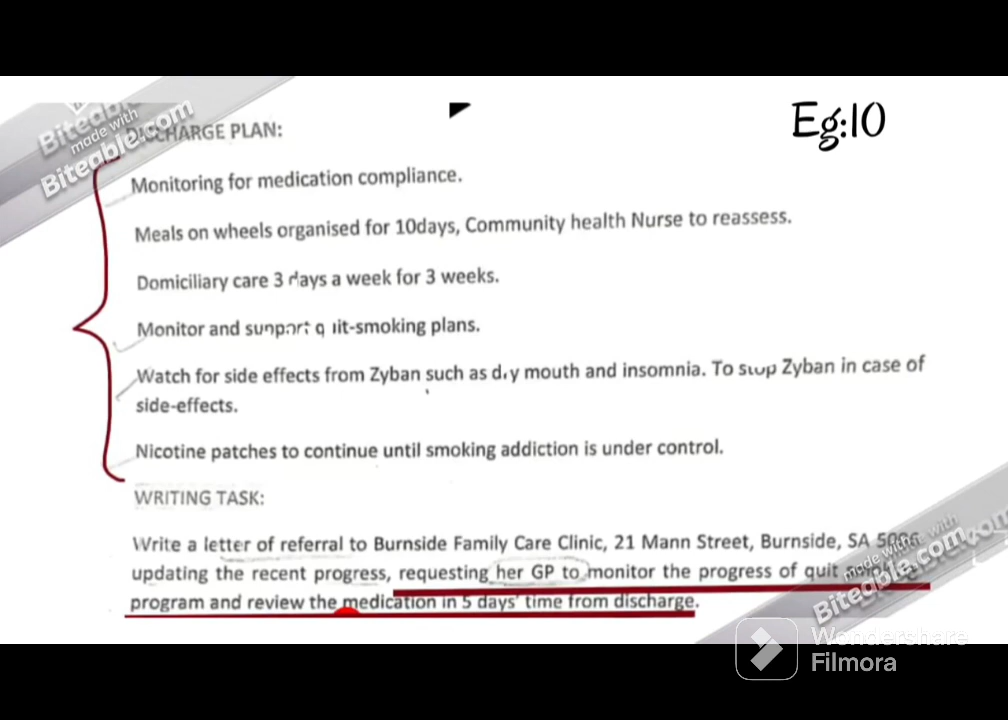 Eg:10
DISCHARGE PLAN:
Monitoring for medication compliance.
Meals on wheels organised for 10days, Community health Nurse to reassess.
Domiciliary care 3 days a week for 3 weeks.
Monitor and support quit-smoking plans.
Watch for side effects from Zyban such as dry mouth and insomnia. To stop Zyban in case of
side-effects.
Nicotine patches to continue until smoking addiction is under control.
WRITING TASK:
Write a letter of referral to Burnside Family Care Clinic, 21 Mann Street, Burnside, SA 5066
updating the recent progress, requesting her GP to monitor the progress of quit smoking
program and review the medication in 5 days' time from discharge.
made with
Biteable.com
made with
Biteable.com
Wondershare
Filmora